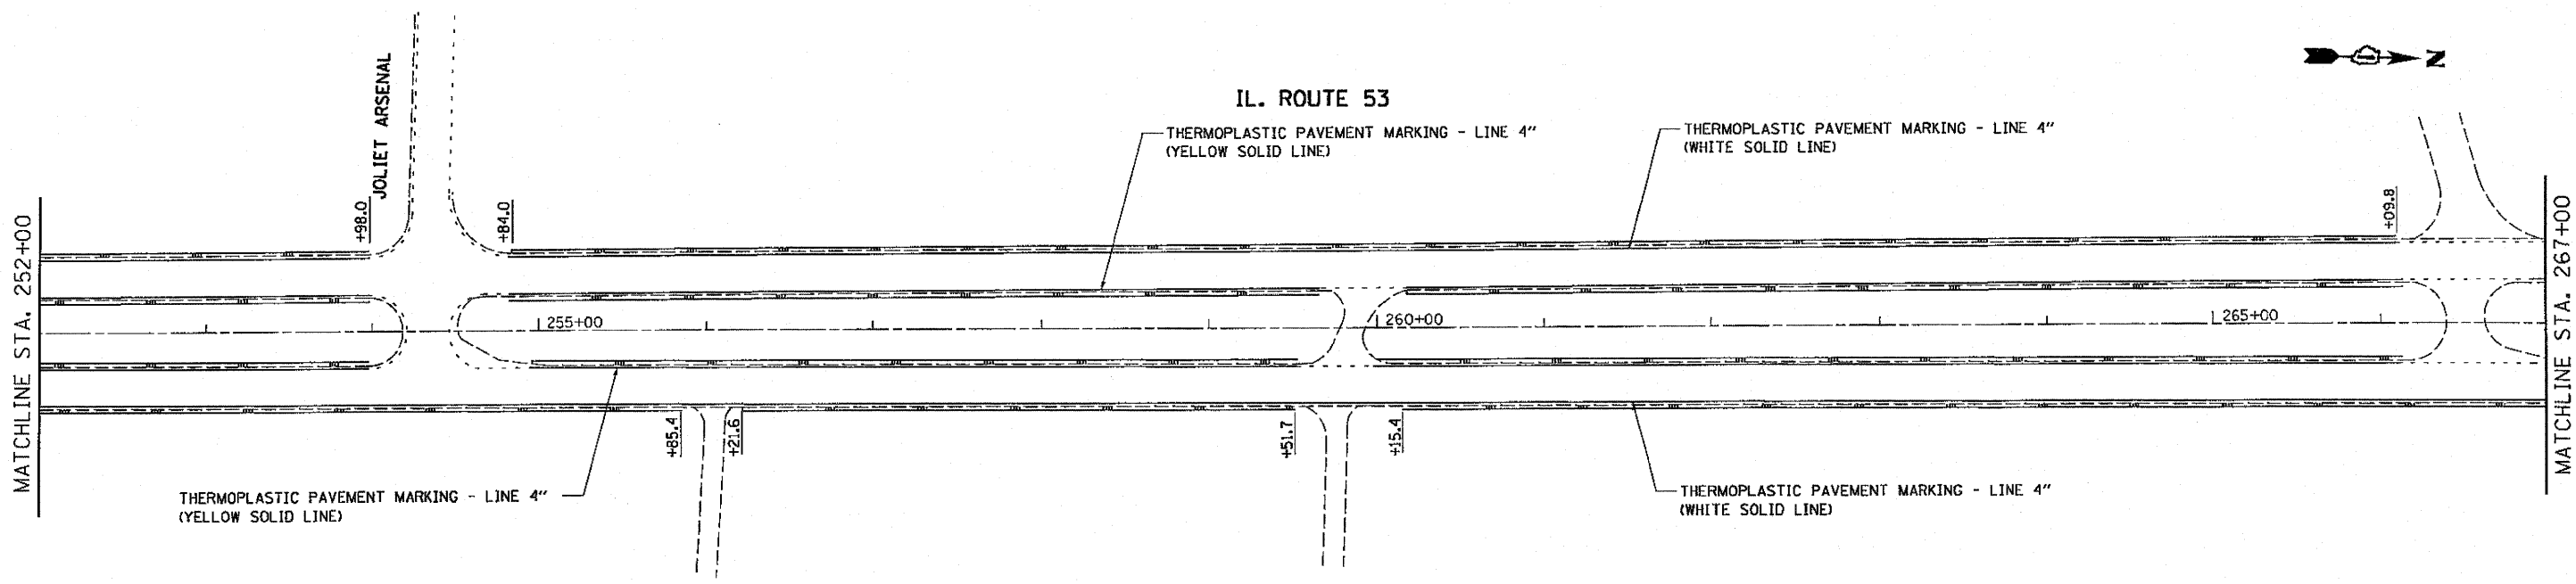 N
JOLIET ARSENAL
IL. ROUTE 53
THERMOPLASTIC PAVEMENT MARKING - LINE 4"
(YELLOW SOLID LINE)
THERMOPLASTIC PAVEMENT MARKING - LINE 4"
(WHITE SOLID LINE)
MATCHLINE STA. 252+00
+98.0
+84.0
+09.8
MATCHLINE STA. 267+00
255+00
260+00
265+00
+85.4
+21.6
+51.7
+15.4
THERMOPLASTIC PAVEMENT MARKING - LINE 4"
(YELLOW SOLID LINE)
THERMOPLASTIC PAVEMENT MARKING - LINE 4"
(WHITE SOLID LINE)